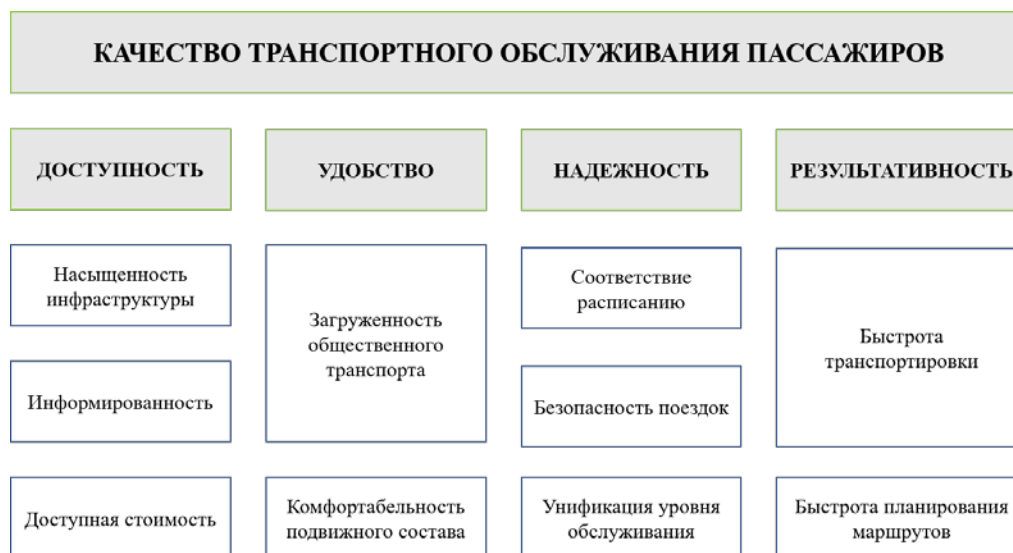 КАЧЕСТВО ТРАНСПОРТНОГО ОБСЛУЖИВАНИЯ ПАССАЖИРОВ
ДОСТУПНОСТЬ
УДОБСТВО
НАДЕЖНОСТЬ
РЕЗУЛЬТАТИВНОСТЬ
Насыщенность
инфраструктуры
Загруженность
общественного
транспорта
Соответствие
расписанию
Быстрота
транспортировки
Информированность
Безопасность поездок
Доступная стоимость
Комфортабельность
подвижного состава
Унификация уровня
обслуживания
Быстрота планирования
маршрутов